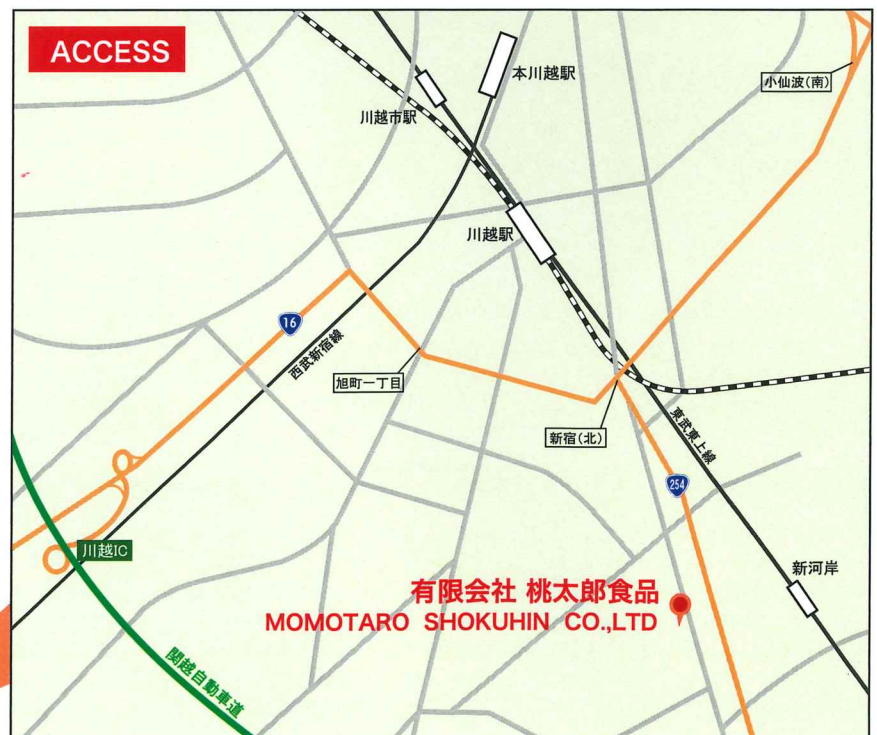 ACCESS
本川越駅
小仙波(南)
川越市駅
川越駅
16
西武新宿線
旭町一丁目
新宿(北)
東武東上線
254
川越IC
新河岸
有限会社 桃太郎食品
MOMOTARO SHOKUHIN CO.,LTD
関越自動車道